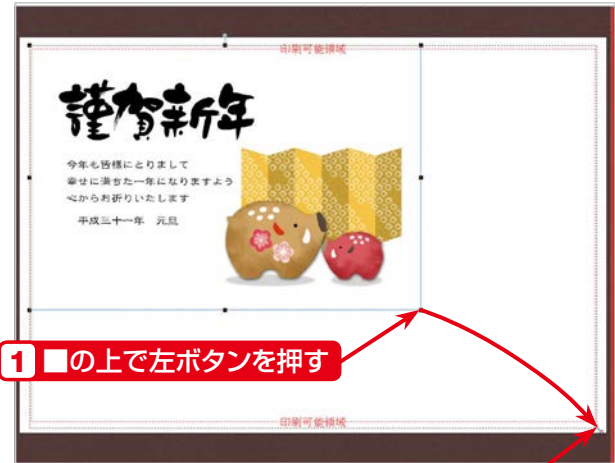 印刷可能領域
謹賀新年
今年も皆様にとりまして
幸せに満ちた一年になりますよう
心からお祈りいたします
平成三十一年 元旦
1 ■の上で左ボタンを押す
印刷可能領域